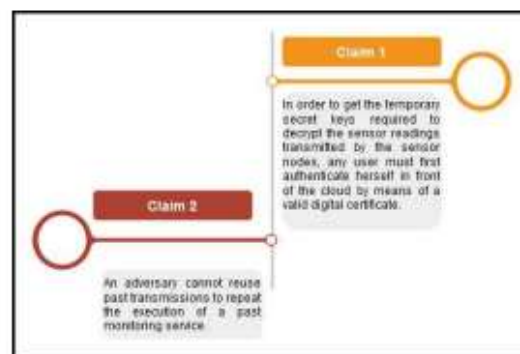 Claim 1
In order to get the temporary
secret keys required to
decrypt the sensor readings
transmitted by the sensor
nodes, any user must first
authenticate herself in front
of the cloud by means of a
valid digital certificate.
Claim 2
An adversary cannot reuse
past transmissions to repeat
the execution of a past
monitoring service.